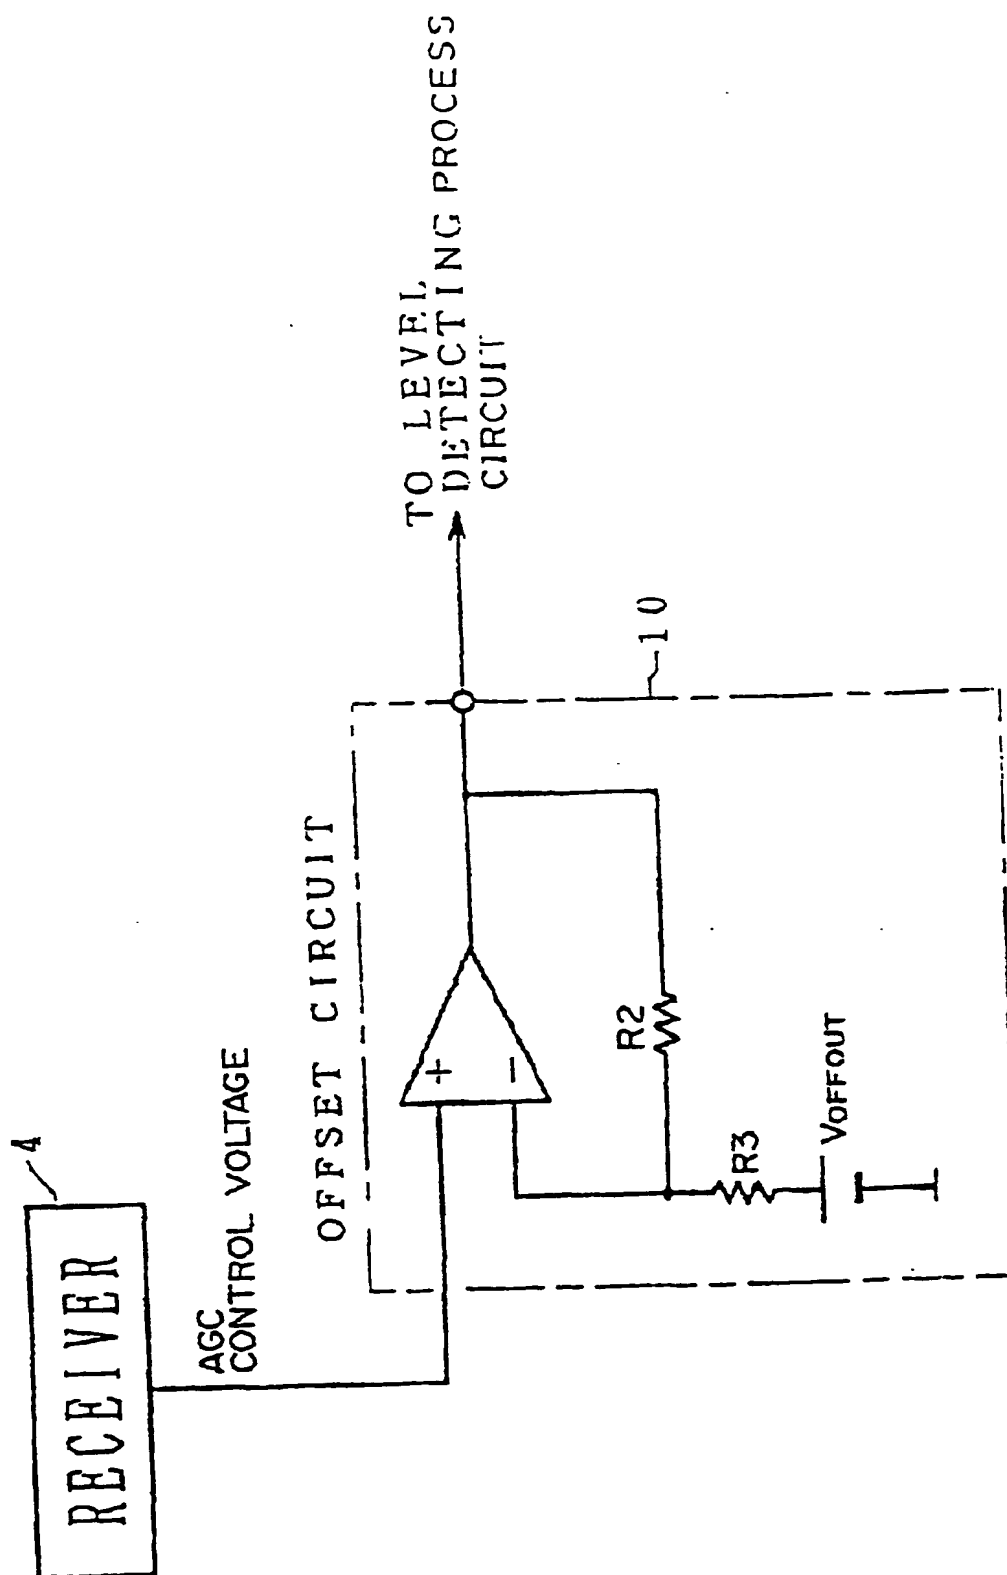 RECEIVER
4
AGC
CONTROL VOLTAGE
OFFSET CIRCUIT
+
−
R2
R3
VOFFOUT
10
TO LEVEL
DETECTING PROCESS
CIRCUIT